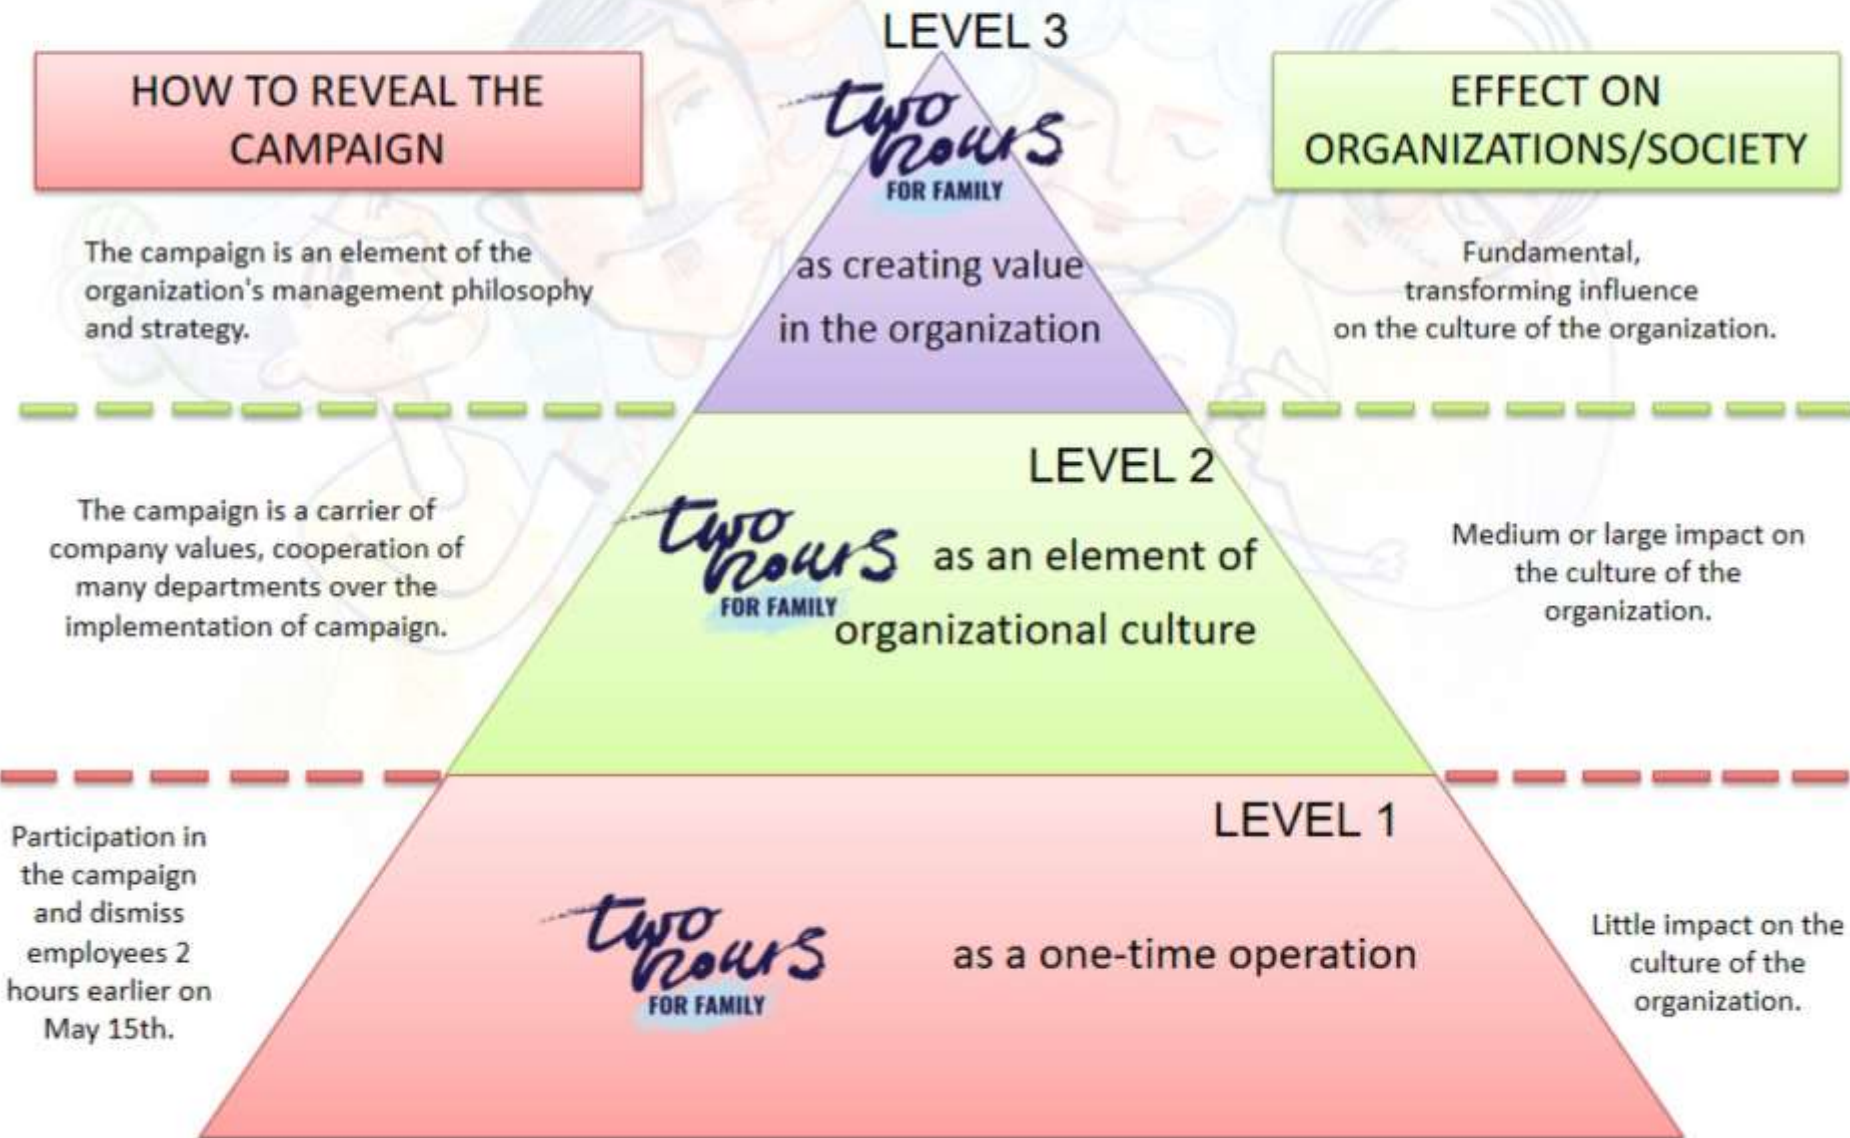 LEVEL 3
HOW TO REVEAL THE
CAMPAIGN
two
hours
FOR FAMILY
EFFECT ON
ORGANIZATIONS/SOCIETY
The campaign is an element of the
organization's management philosophy
and strategy.
as creating value
in the organization
Fundamental,
transforming influence
on the culture of the organization.
The campaign is a carrier of
company values, cooperation of
many departments over the
implementation of campaign.
LEVEL 2
two
hours
FOR FAMILY
as an element of
organizational culture
Medium or large impact on
the culture of the
organization.
Participation in
the campaign
and dismiss
employees 2
hours earlier on
May 15th.
LEVEL 1
two
hours
FOR FAMILY
as a one-time operation
Little impact on the
culture of the
organization.